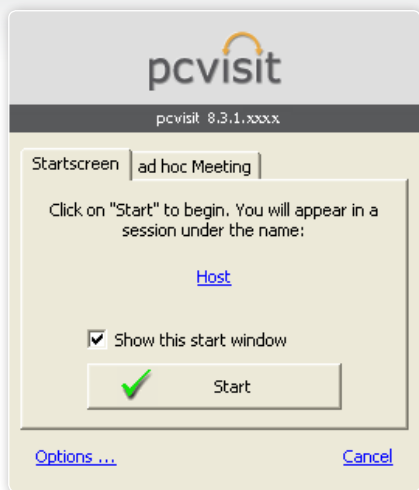 pcvisit
pcvisit 8.3.1.xxxx
Startscreen
ad hoc Meeting
Click on "Start" to begin. You will appear in a
session under the name:
Host
Show this start window
Start
Options ...
Cancel